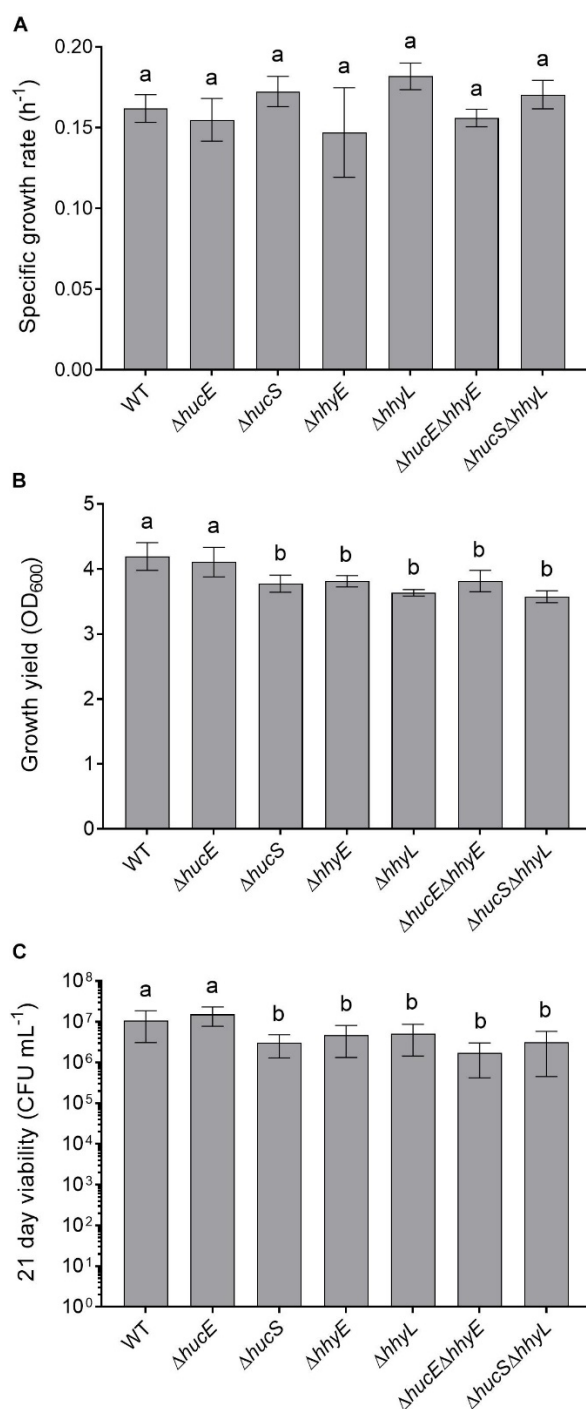 A
Specific growth rate (h⁻¹)
0.20
0.15
0.10
0.05
0.00
a a a a a a a
WT ΔhucE ΔhucS ΔhhyE ΔhhyL ΔhucEΔhhyE ΔhucSΔhhyL
B
Growth yield (OD₆₀₀)
5
4
3
2
1
0
a a b b b b b
WT ΔhucE ΔhucS ΔhhyE ΔhhyL ΔhucEΔhhyE ΔhucSΔhhyL
C
21 day viability (CFU mL⁻¹)
10⁸
10⁷
10⁶
10⁵
10⁴
10³
10²
10¹
10⁰
a a b b b b b
WT ΔhucE ΔhucS ΔhhyE ΔhhyL ΔhucEΔhhyE ΔhucSΔhhyL